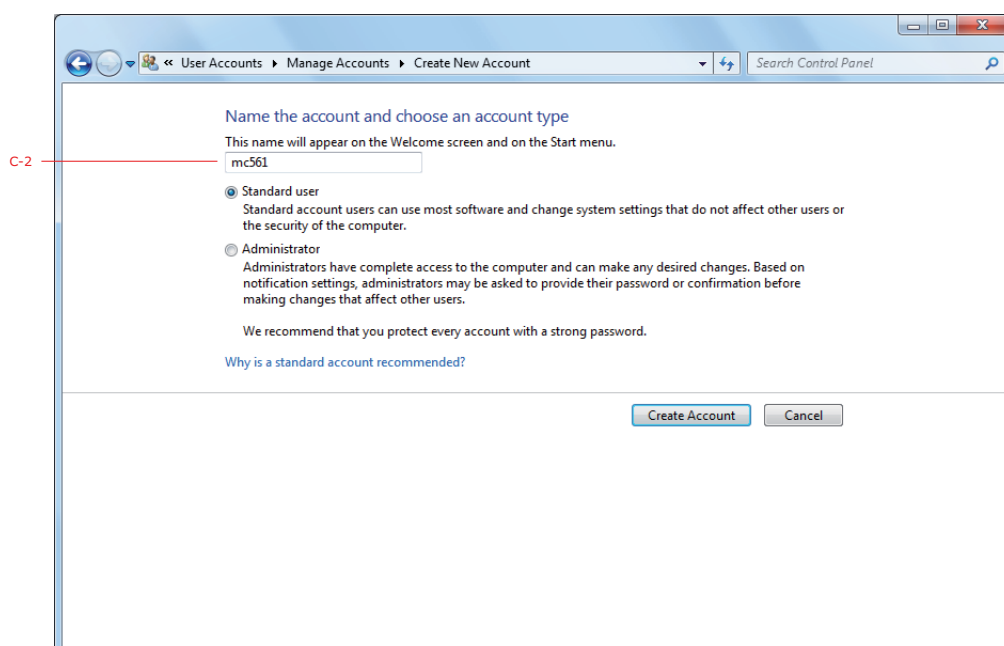 « User Accounts ▸ Manage Accounts ▸ Create New Account
Search Control Panel
Name the account and choose an account type
This name will appear on the Welcome screen and on the Start menu.
C-2
mc561
Standard user
Standard account users can use most software and change system settings that do not affect other users or
the security of the computer.
Administrator
Administrators have complete access to the computer and can make any desired changes. Based on
notification settings, administrators may be asked to provide their password or confirmation before
making changes that affect other users.
We recommend that you protect every account with a strong password.
Why is a standard account recommended?
Create Account
Cancel